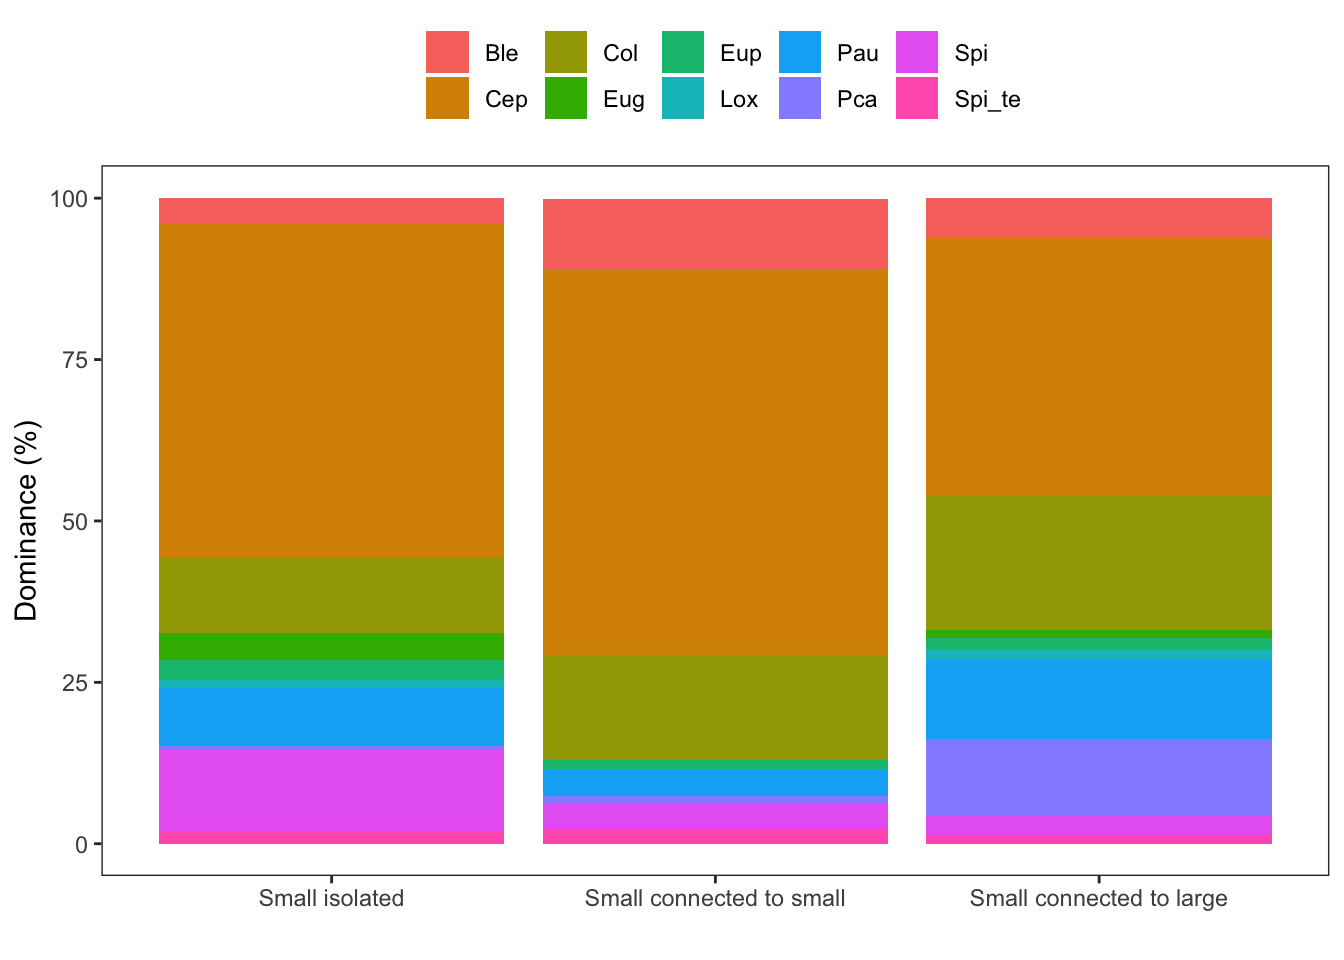 Ble Col Eup Pau Spi
Cep Eug Lox Pca Spi_te
100
75
50
25
0
Dominance (%)
Small isolated Small connected to small Small connected to large